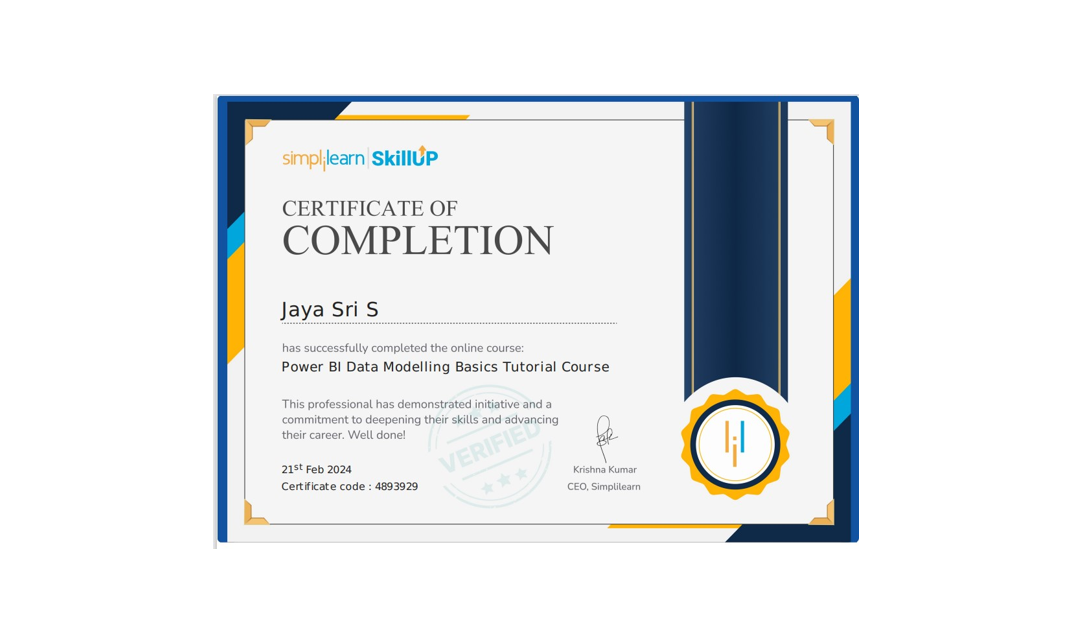 simplilearn | SkillUP
CERTIFICATE OF
COMPLETION
Jaya Sri S
has successfully completed the online course:
Power BI Data Modelling Basics Tutorial Course
This professional has demonstrated initiative and a
commitment to deepening their skills and advancing
their career. Well done!
VERIFIED
21st Feb 2024
Certificate code : 4893929
Krishna Kumar
CEO, Simplilearn